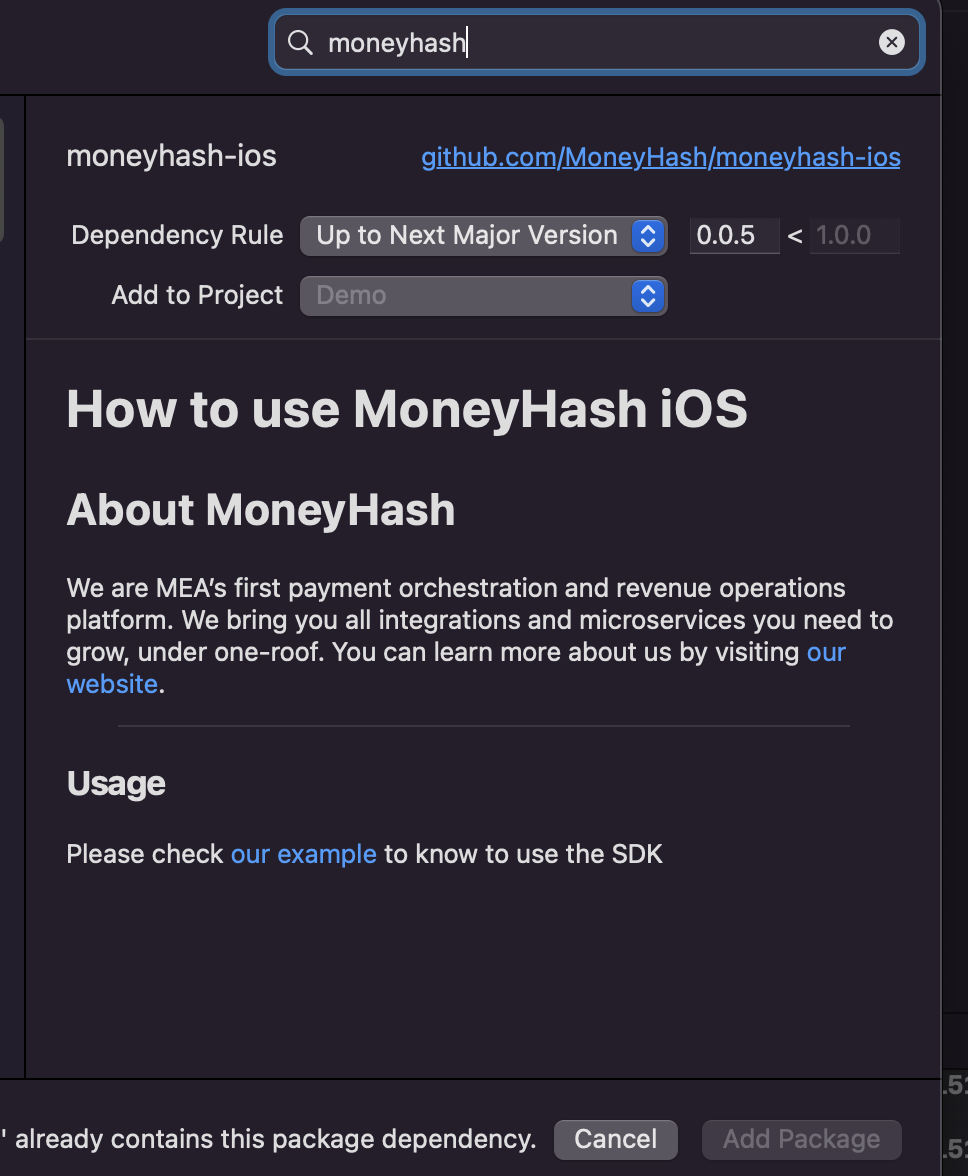 moneyhash
moneyhash-ios github.com/MoneyHash/moneyhash-ios
Dependency Rule Up to Next Major Version 0.0.5 < 1.0.0
Add to Project Demo
How to use MoneyHash iOS
About MoneyHash
We are MEA’s first payment orchestration and revenue operations
platform. We bring you all integrations and microservices you need to
grow, under one-roof. You can learn more about us by visiting our
website.
Usage
Please check our example to know to use the SDK
' already contains this package dependency. Cancel Add Package